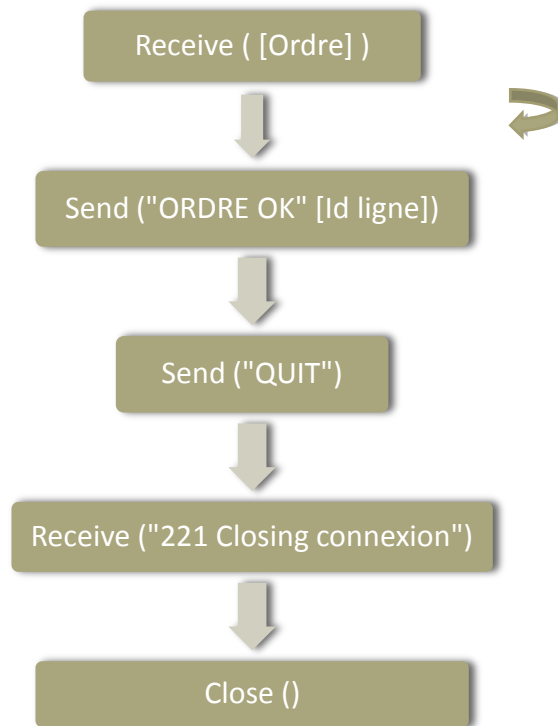 Receive ( [Ordre] )
Send ("ORDRE OK" [Id ligne])
Send ("QUIT")
Receive ("221 Closing connexion")
Close ()